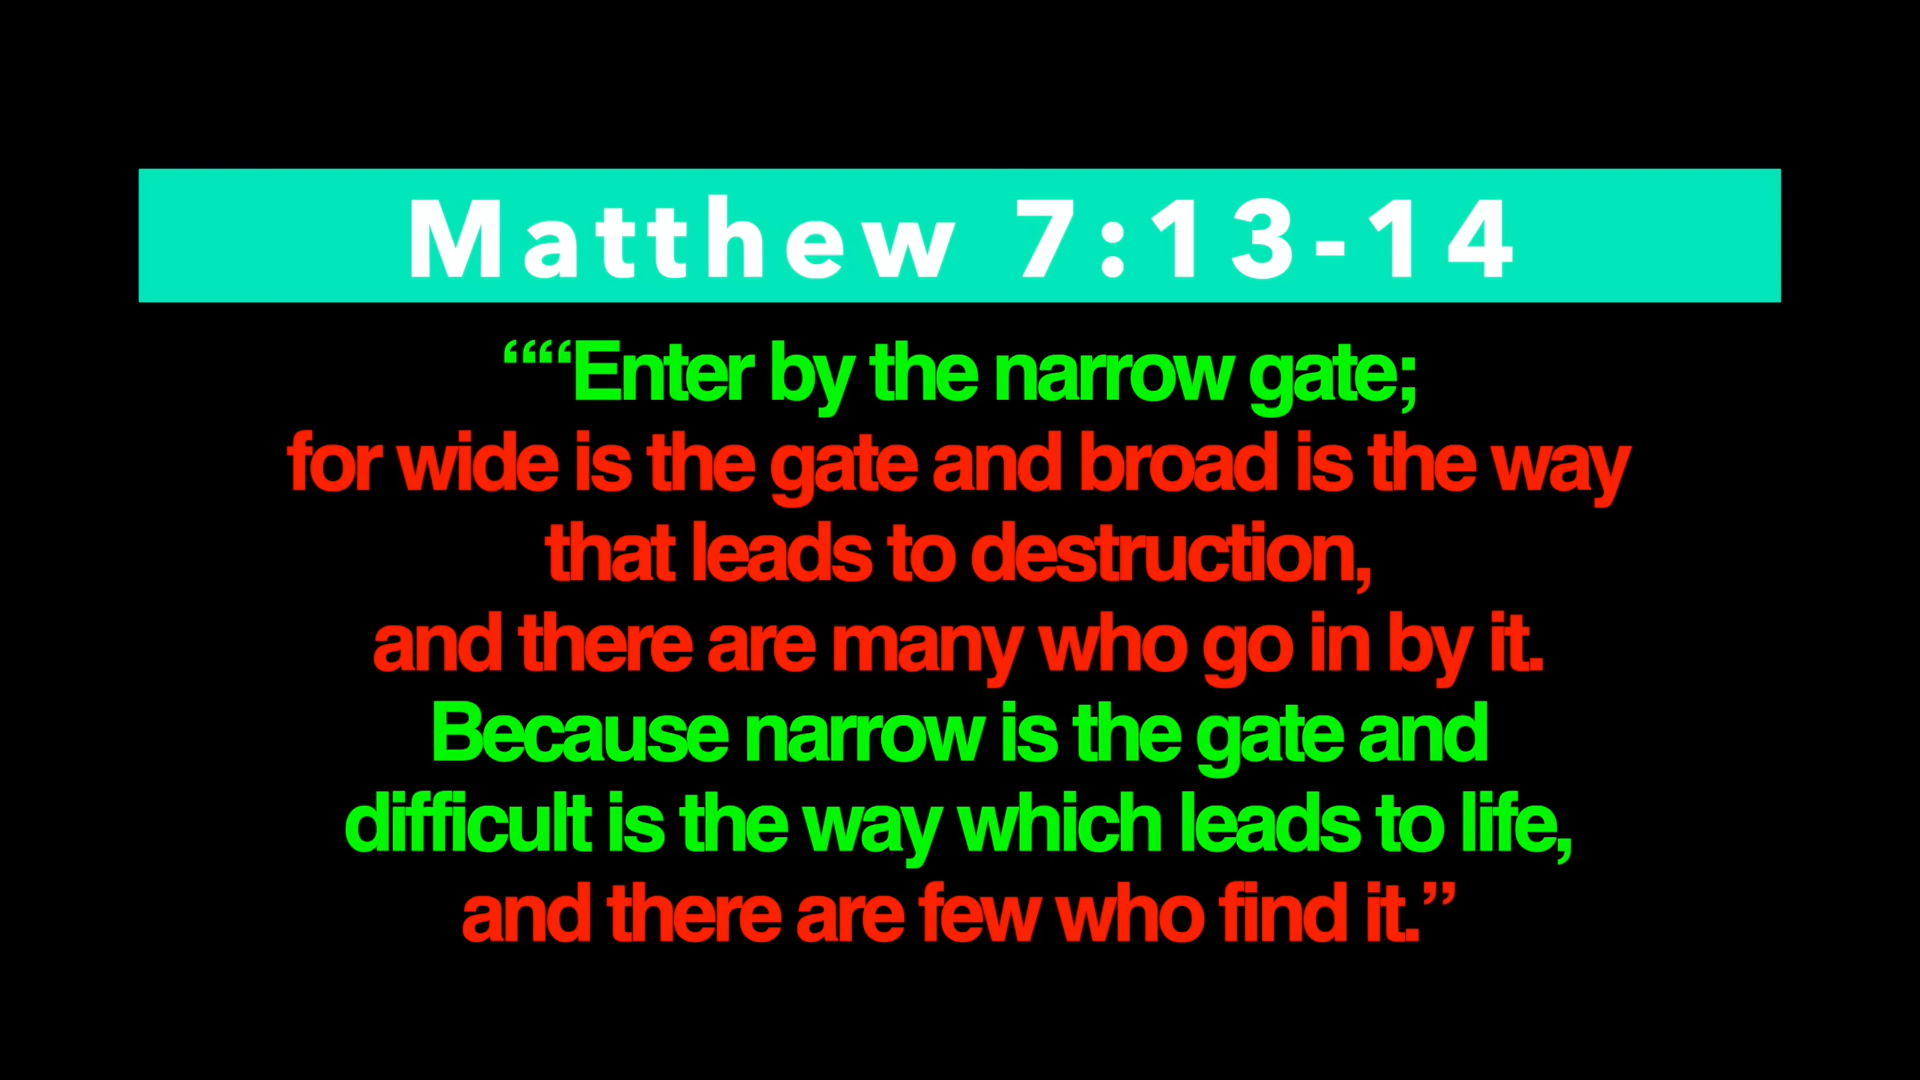 Matthew 7:13-14
““Enter by the narrow gate;
for wide is the gate and broad is the way
that leads to destruction,
and there are many who go in by it.
Because narrow is the gate and
difficult is the way which leads to life,
and there are few who find it.”